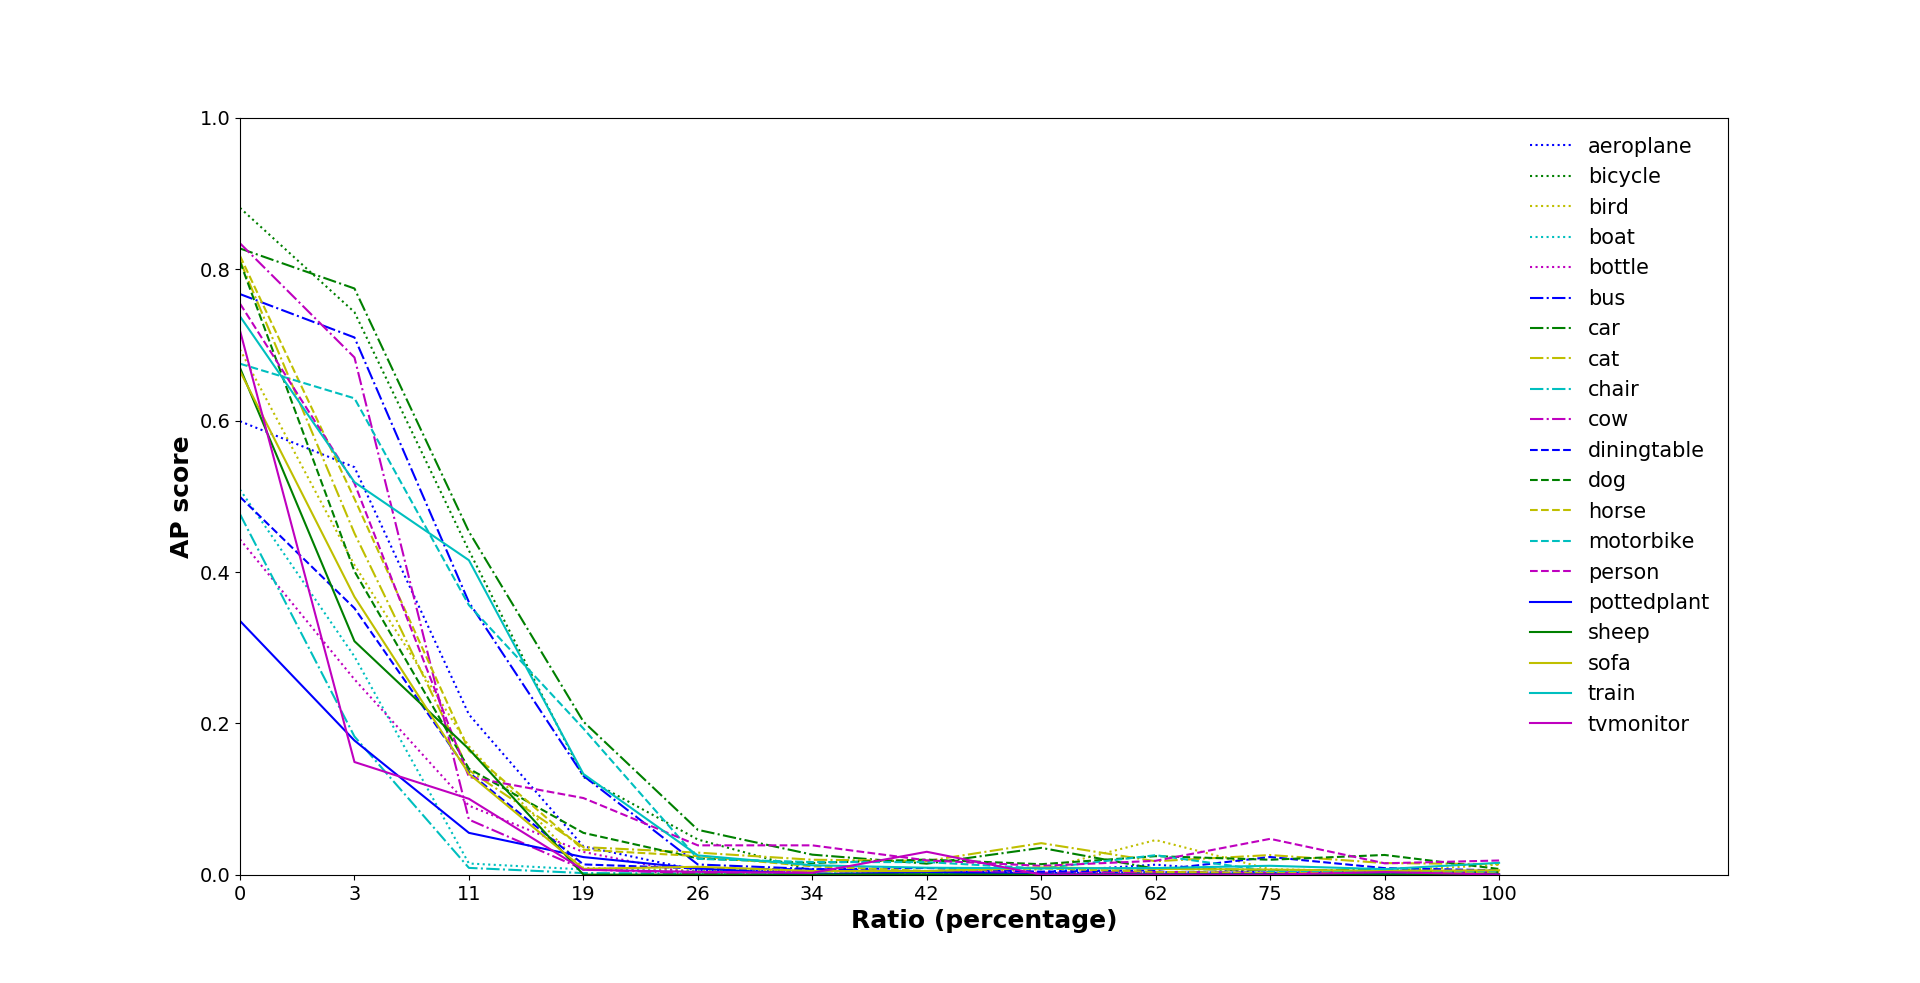 1.0
0.8
0.6
0.4
0.2
0.0
AP score
0 3 11 19 26 34 42 50 62 75 88 100
Ratio (percentage)
aeroplane
bicycle
bird
boat
bottle
bus
car
cat
chair
cow
diningtable
dog
horse
motorbike
person
pottedplant
sheep
sofa
train
tvmonitor